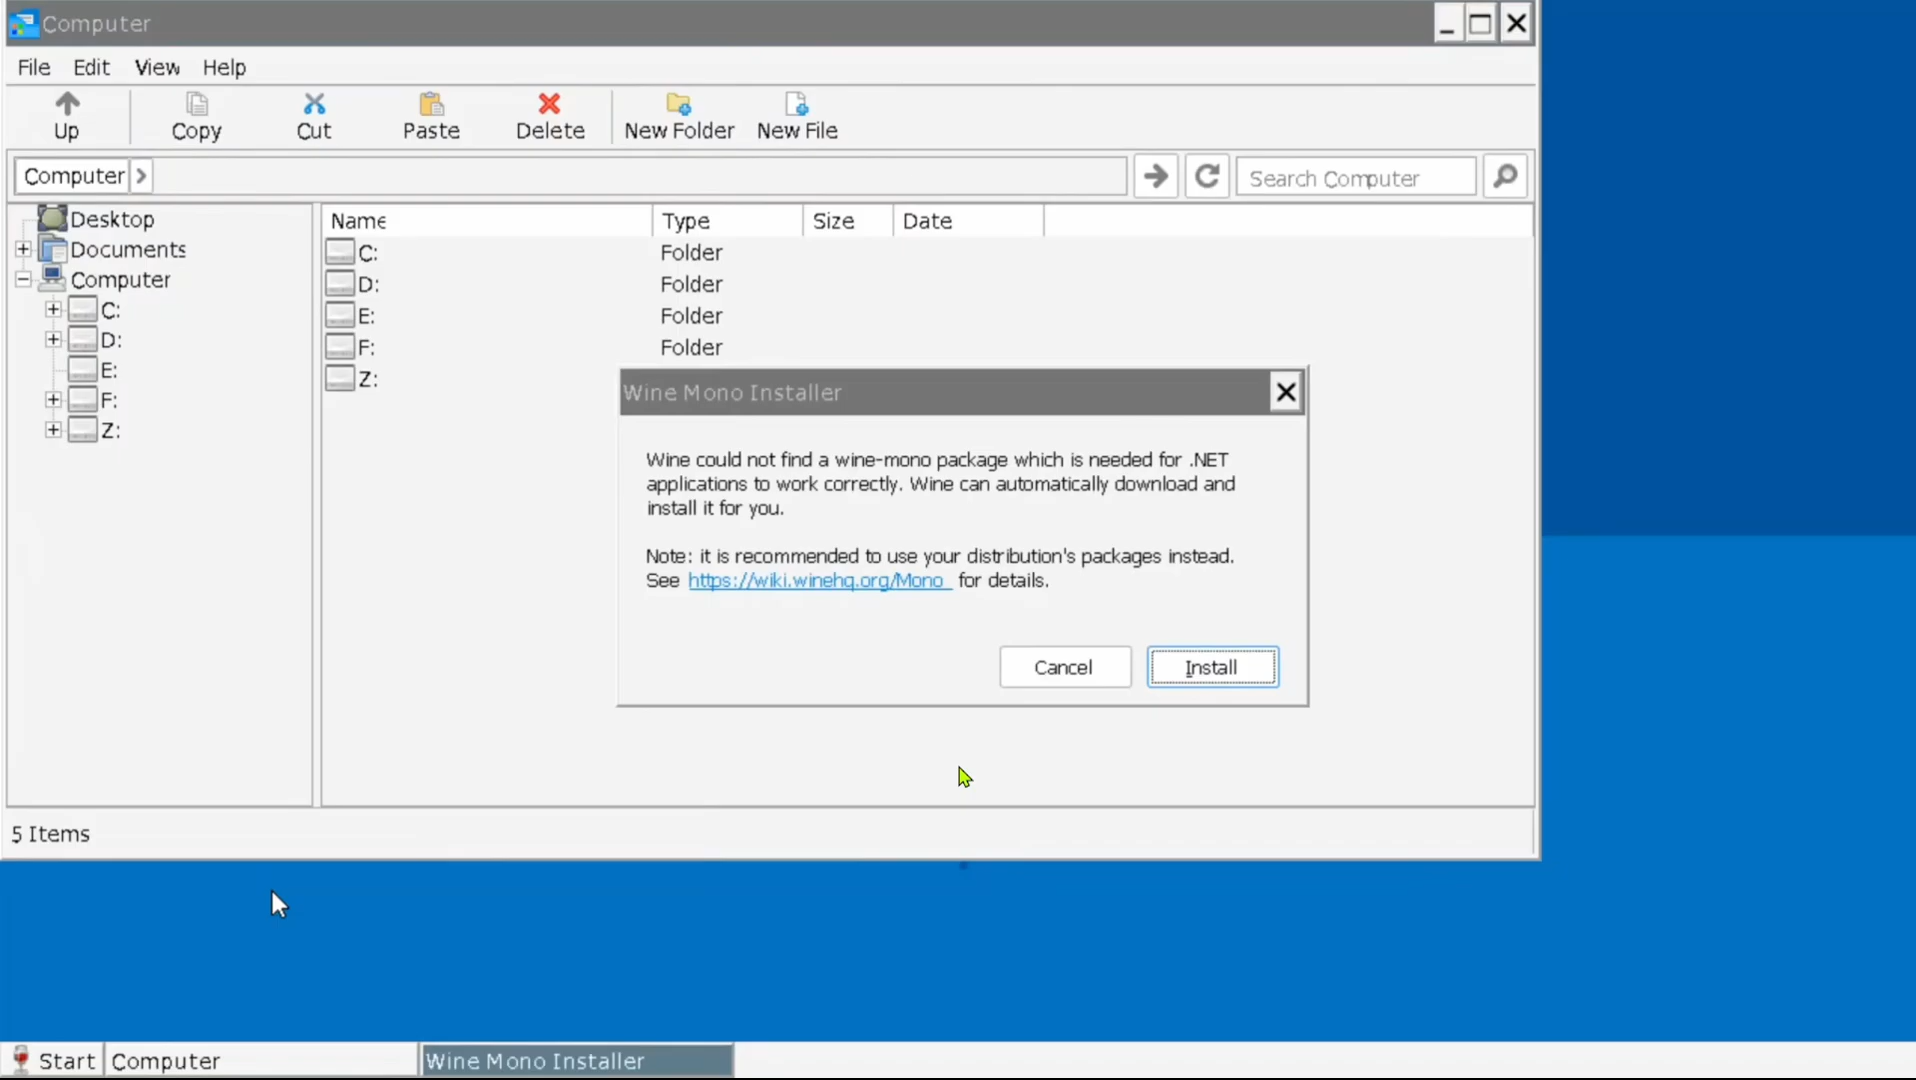 Computer
File Edit View Help
Up Copy Cut Paste Delete New Folder New File
Computer Search Computer
Desktop
Documents
Computer
C:
D:
E:
F:
Z:
Name Type Size Date
C: Folder
D: Folder
E: Folder
F: Folder
Z:
Wine Mono Installer
Wine could not find a wine-mono package which is needed for .NET
applications to work correctly. Wine can automatically download and
install it for you.
Note: it is recommended to use your distribution's packages instead.
See https://wiki.winehq.org/Mono for details.
Cancel Install
5 Items
Start Computer Wine Mono Installer